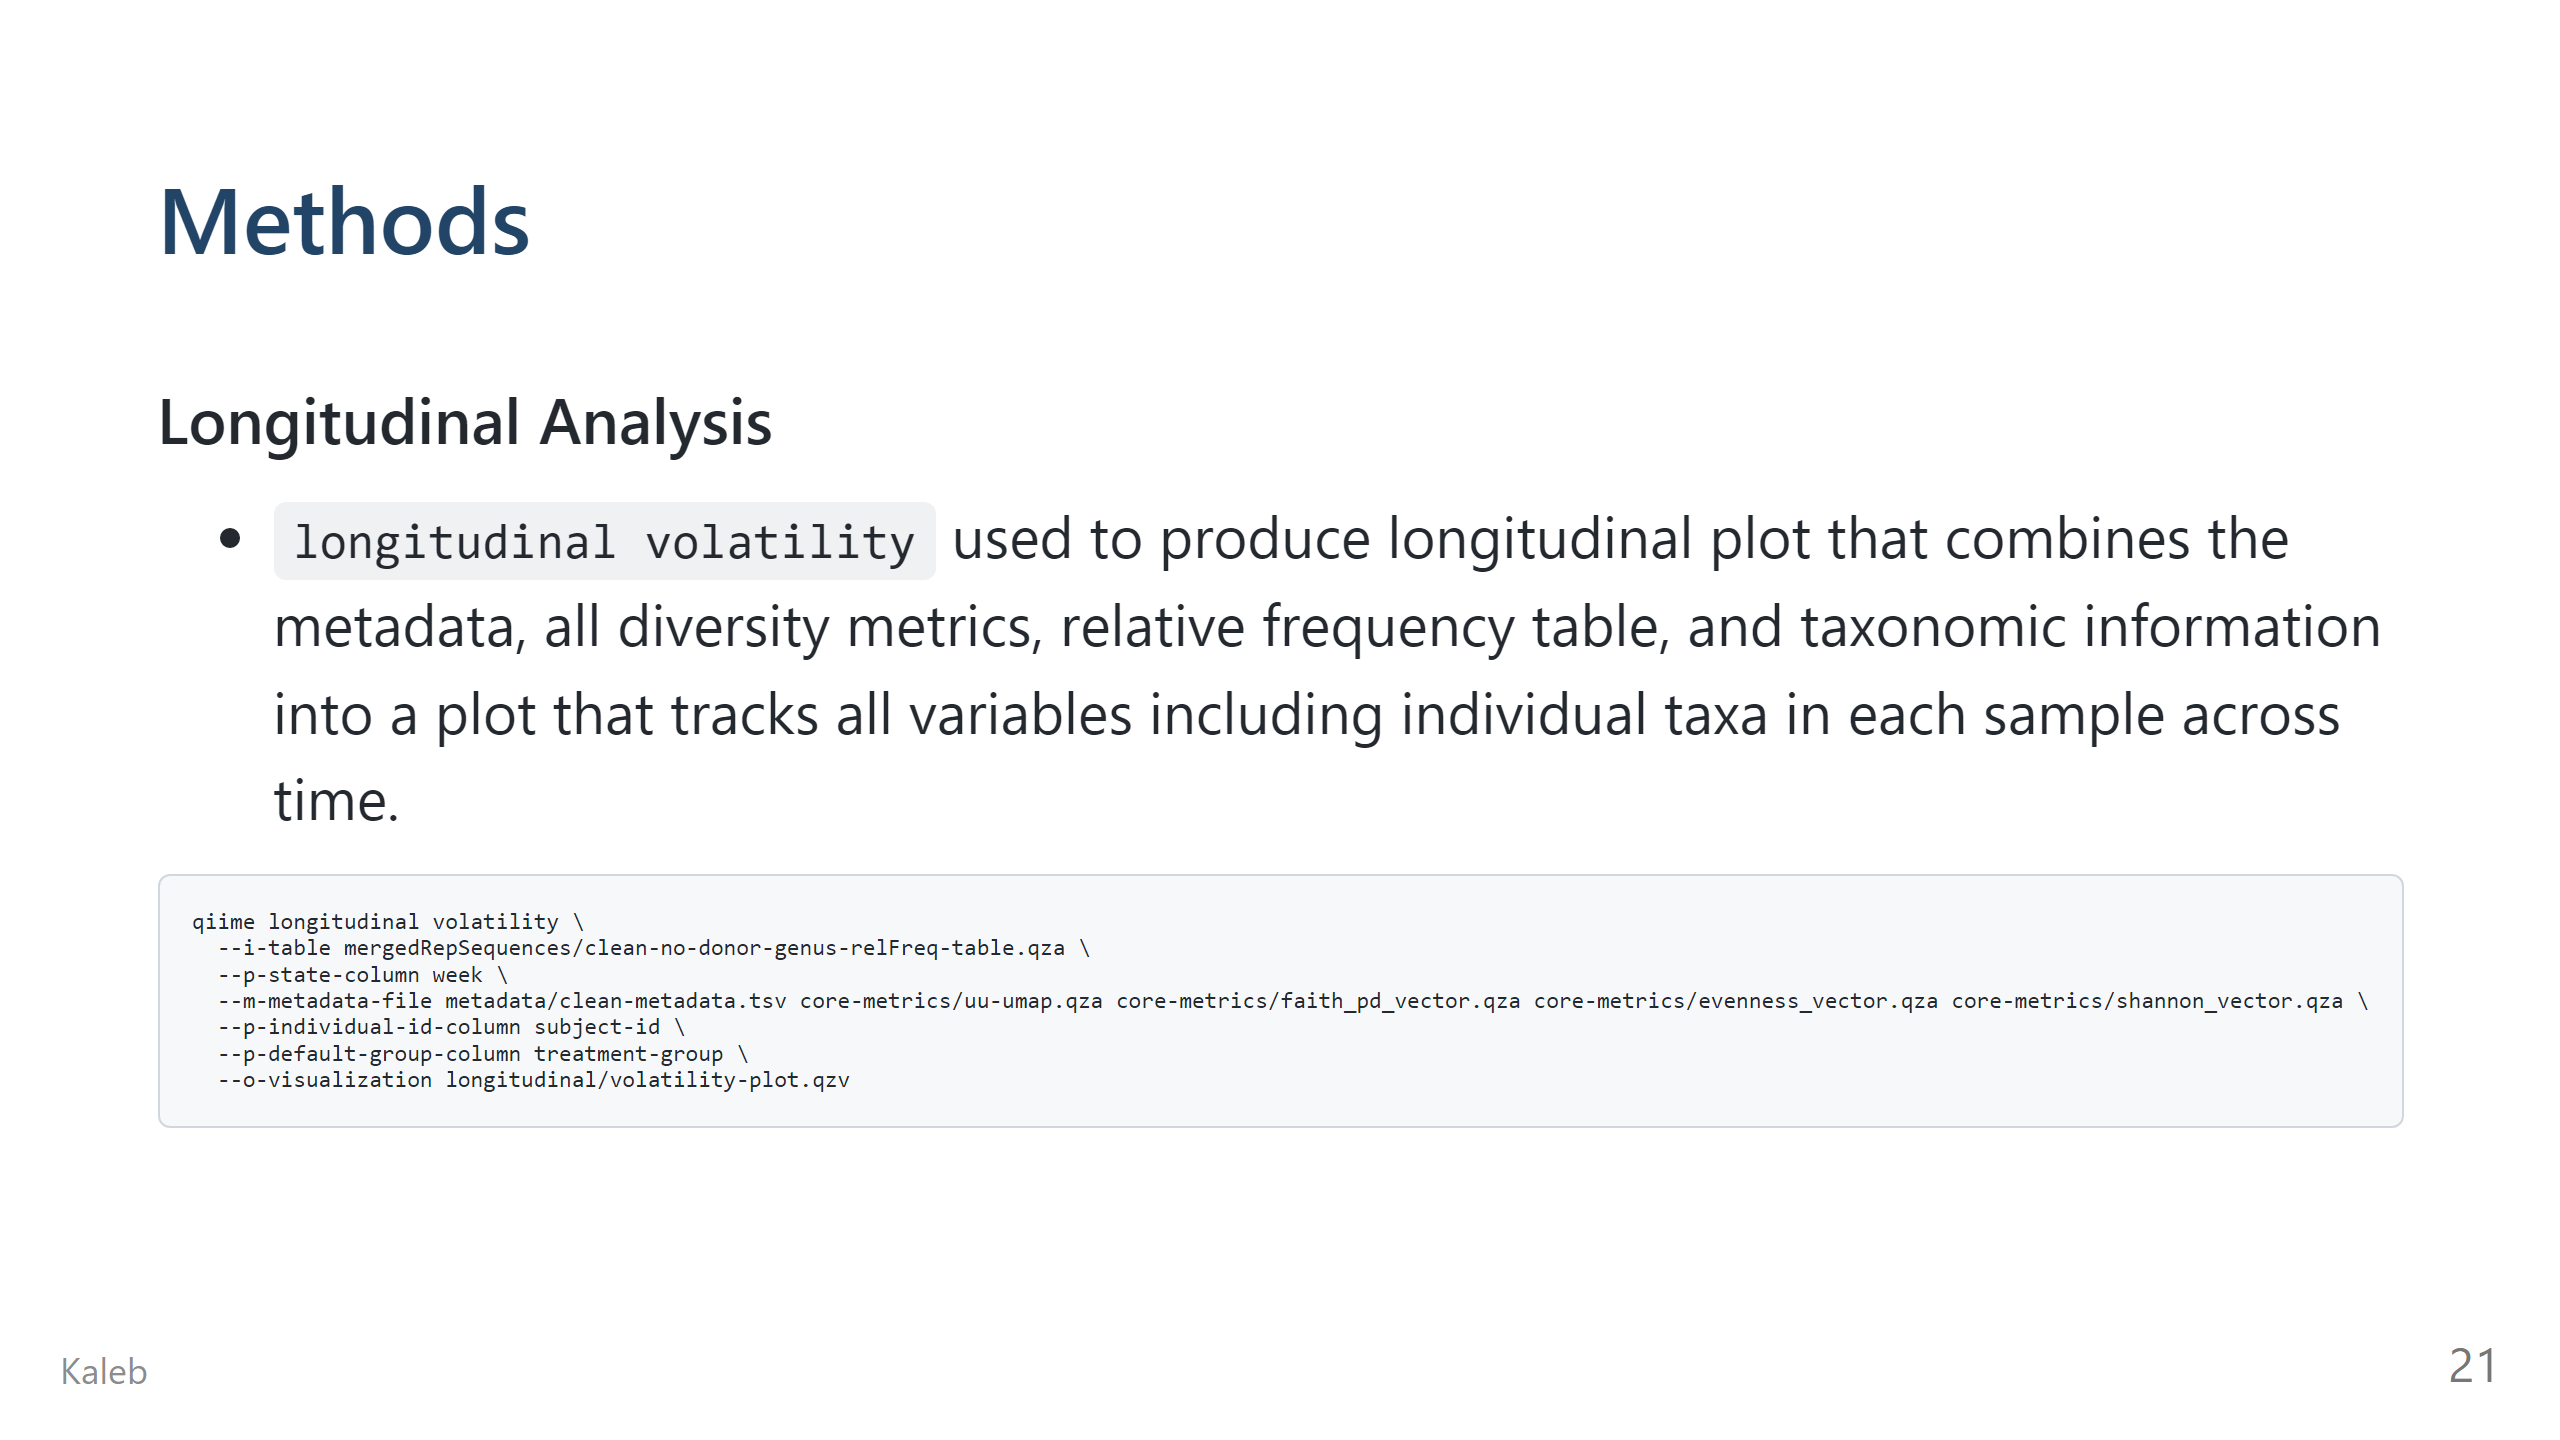 Methods
Longitudinal Analysis
• longitudinal volatility used to produce longitudinal plot that combines the
metadata, all diversity metrics, relative frequency table, and taxonomic information
into a plot that tracks all variables including individual taxa in each sample across
time.
qiime longitudinal volatility \
  --i-table mergedRepSequences/clean-no-donor-genus-relFreq-table.qza \
  --p-state-column week \
  --m-metadata-file metadata/clean-metadata.tsv core-metrics/uu-umap.qza core-metrics/faith_pd_vector.qza core-metrics/evenness_vector.qza core-metrics/shannon_vector.qza \
  --p-individual-id-column subject-id \
  --p-default-group-column treatment-group \
  --o-visualization longitudinal/volatility-plot.qzv
Kaleb
21